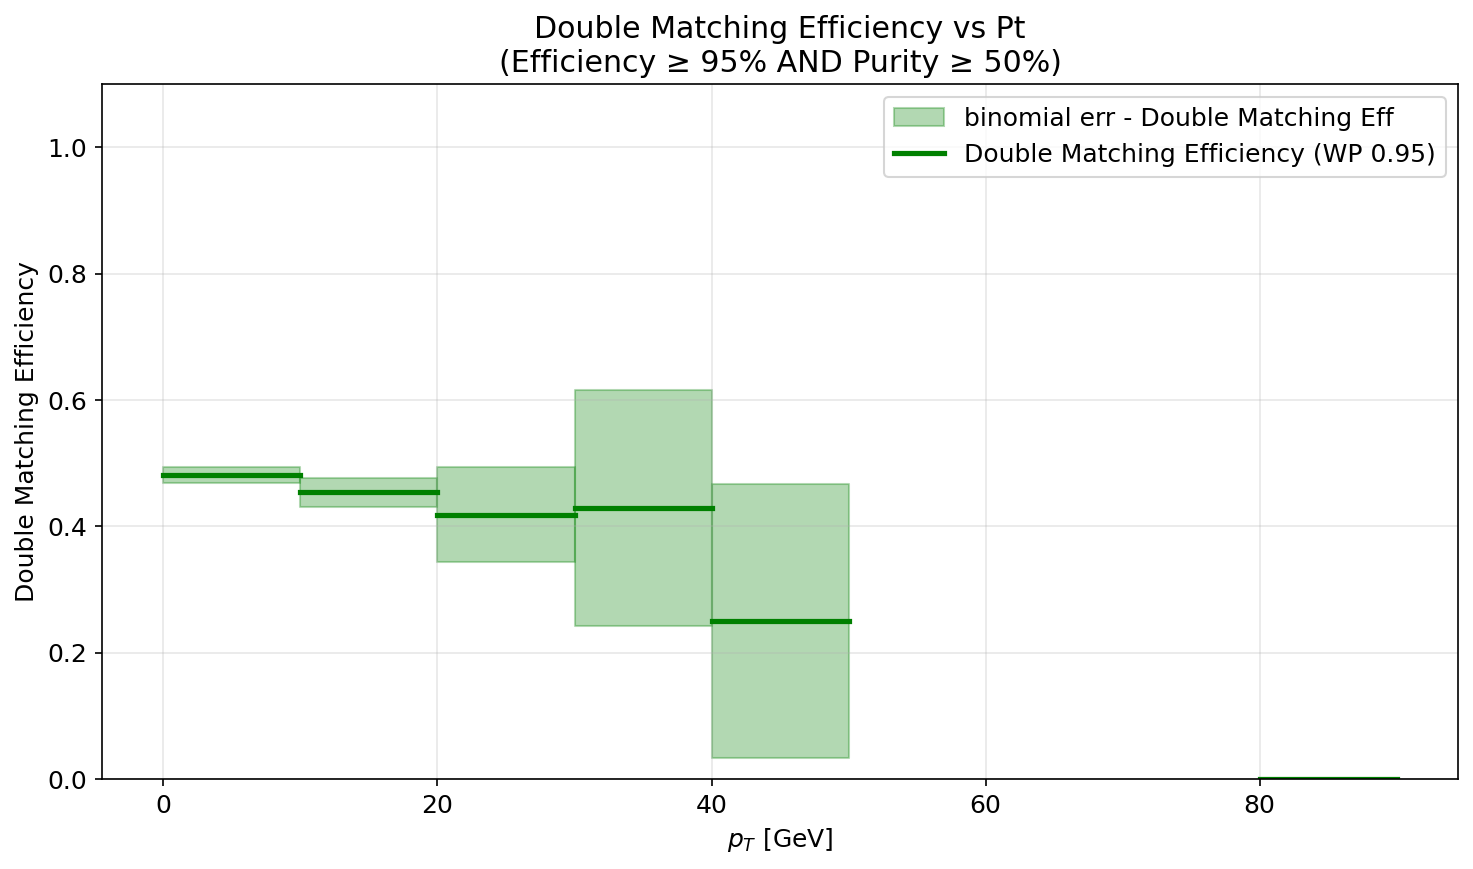 Double Matching Efficiency vs Pt
(Efficiency ≥ 95% AND Purity ≥ 50%)
binomial err - Double Matching Eff
Double Matching Efficiency (WP 0.95)
Double Matching Efficiency
1.0
0.8
0.6
0.4
0.2
0.0
0
20
40
60
80
p_T [GeV]